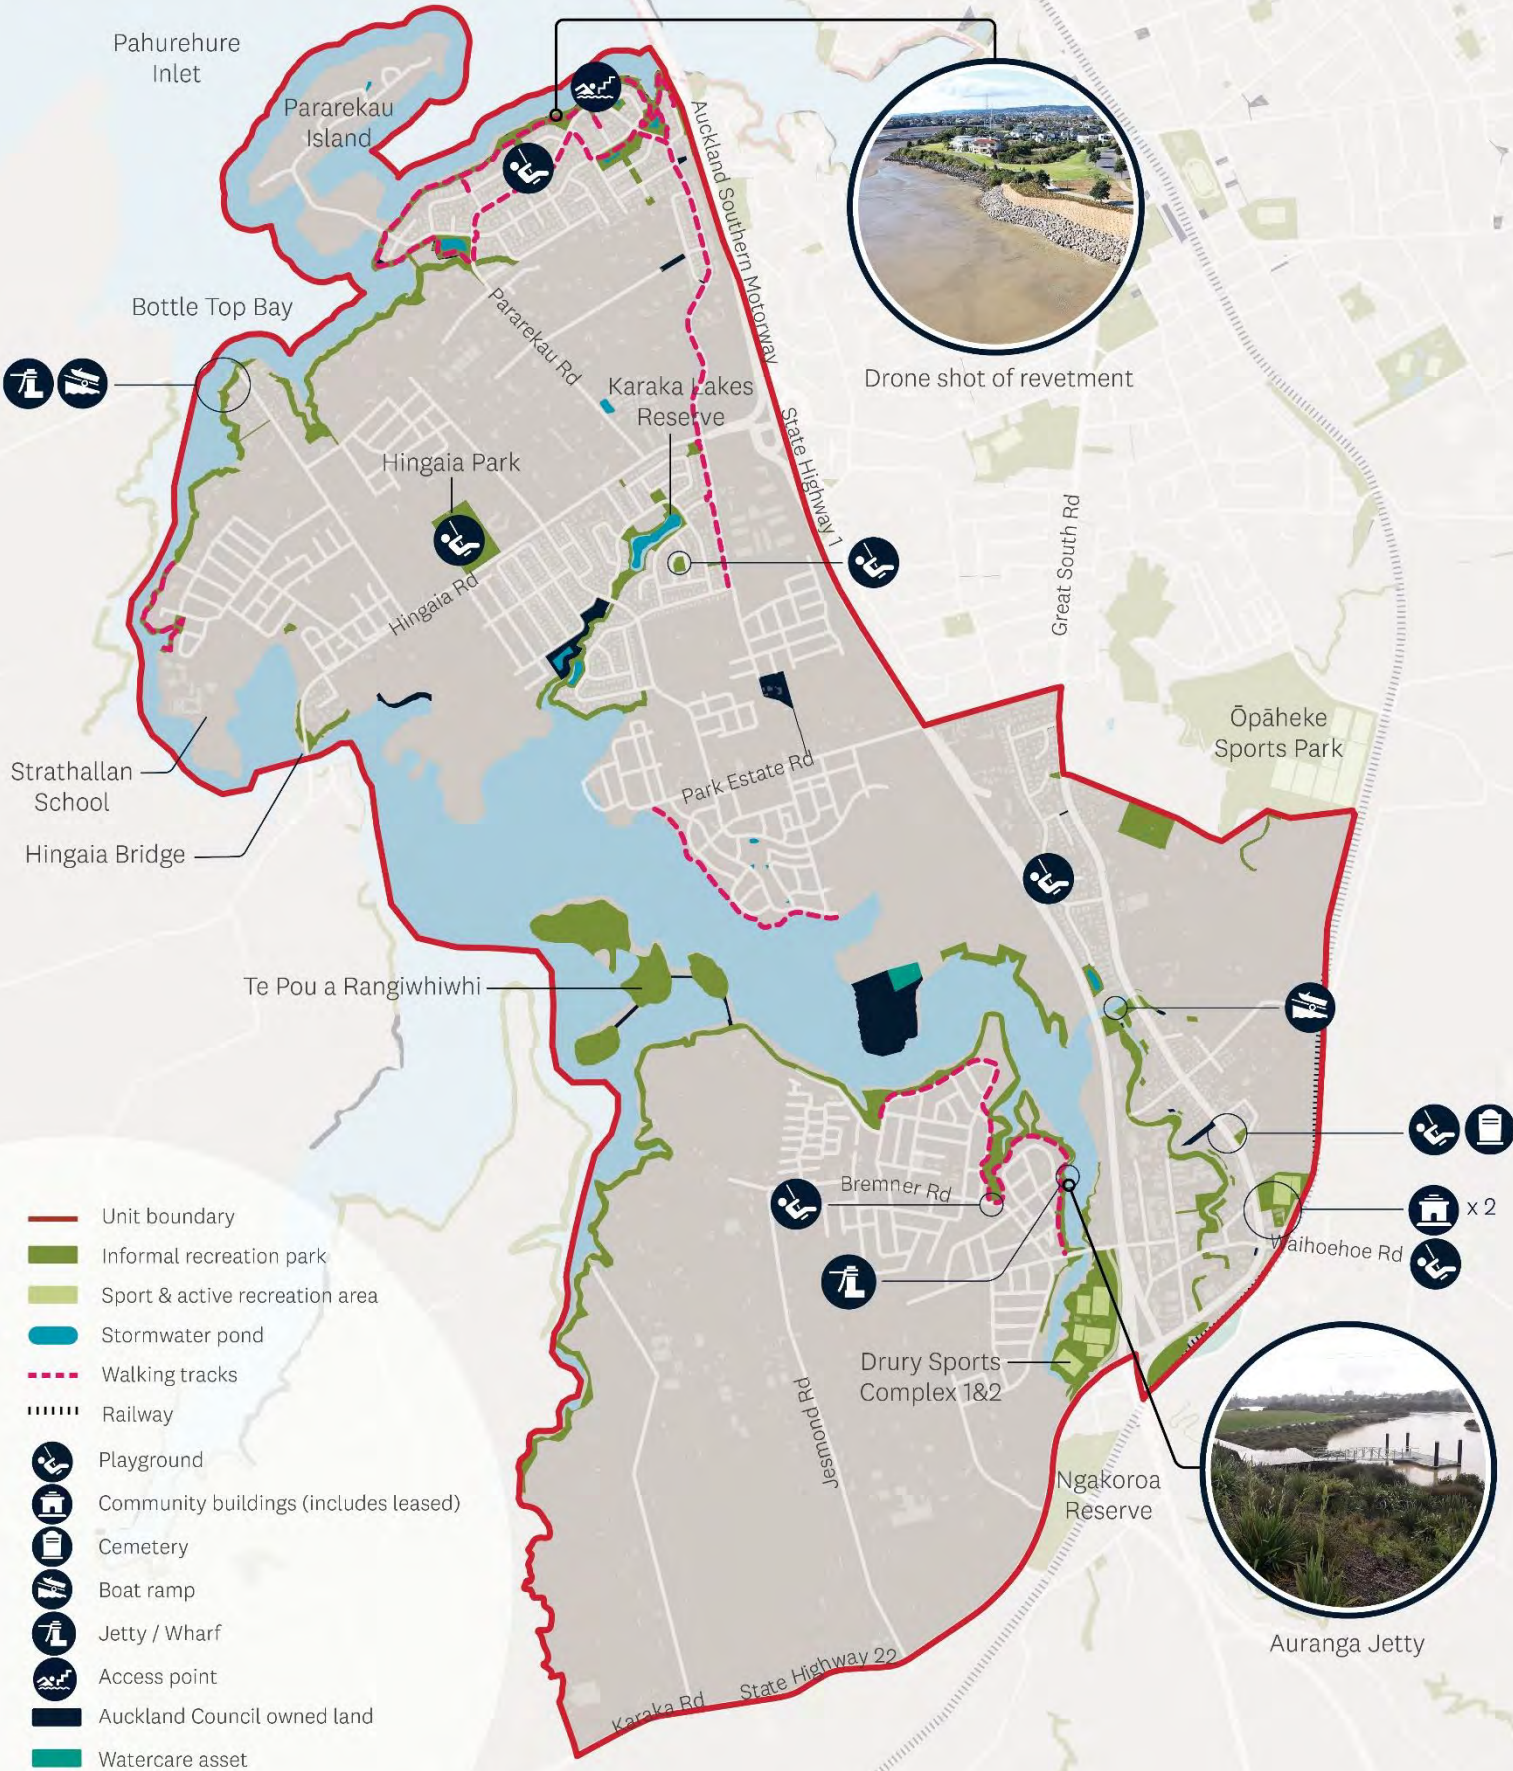 Pahurehure
Inlet
Pararekau
Island
Auckland Southern Motorway
Bottle Top Bay
Pararekau Rd
Drone shot of revetment
Karaka Lakes
Reserve
State Highway 1
Hingaia Park
Great South Rd
Hingaia Rd
Ōpāheke
Sports Park
Strathallan
School
Park Estate Rd
Hingaia Bridge
Te Pou a Rangiwhiwhi
Bremner Rd
x 2
Waihoehoe Rd
Drury Sports
Complex 1&2
Jesmond Rd
Ngakoroa
Reserve
Auranga Jetty
State Highway 22
Karaka Rd
Unit boundary
Informal recreation park
Sport & active recreation area
Stormwater pond
Walking tracks
Railway
Playground
Community buildings (includes leased)
Cemetery
Boat ramp
Jetty / Wharf
Access point
Auckland Council owned land
Watercare asset